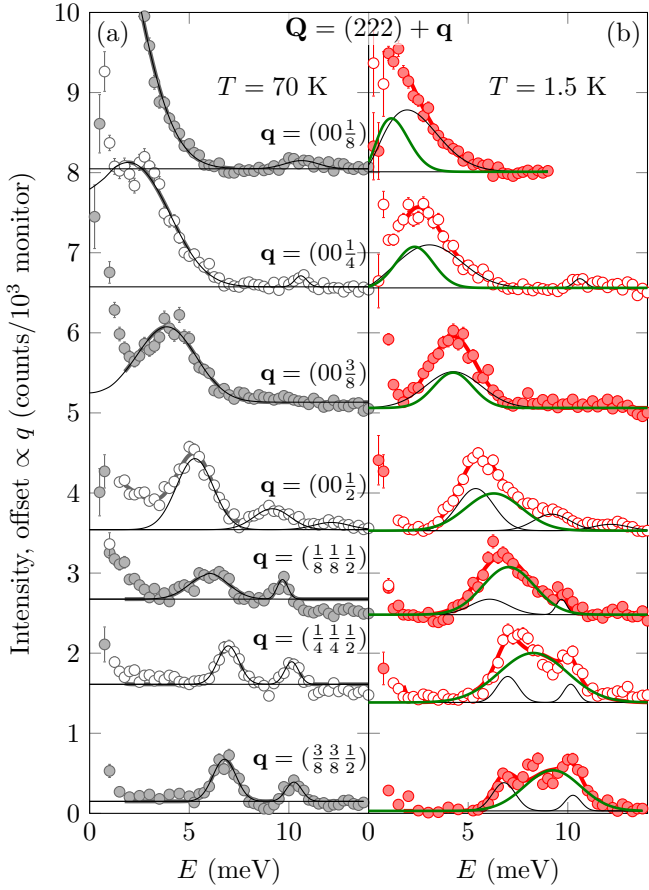 (a) Q = (222) + q (b)
T = 70 K T = 1.5 K
q = (00 1/8)
q = (00 1/4)
q = (00 3/8)
q = (00 1/2)
q = (1/8 1/8 1/2)
q = (1/4 1/4 1/2)
q = (3/8 3/8 1/2)
Intensity, offset ∝ q (counts/10³ monitor)
10
9
8
7
6
5
4
3
2
1
0
0 5 10 0 5 10
E (meV) E (meV)